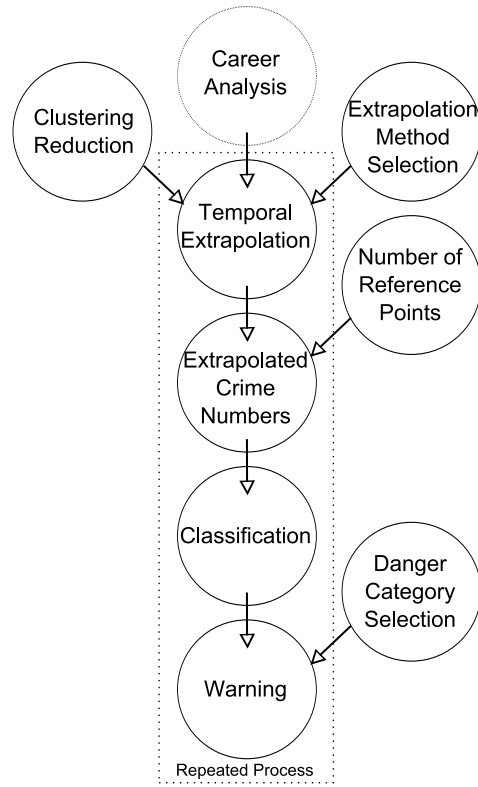 Career
Analysis
Clustering
Reduction
Extrapolation
Method
Selection
Temporal
Extrapolation
Number of
Reference
Points
Extrapolated
Crime
Numbers
Classification
Danger
Category
Selection
Warning
Repeated Process